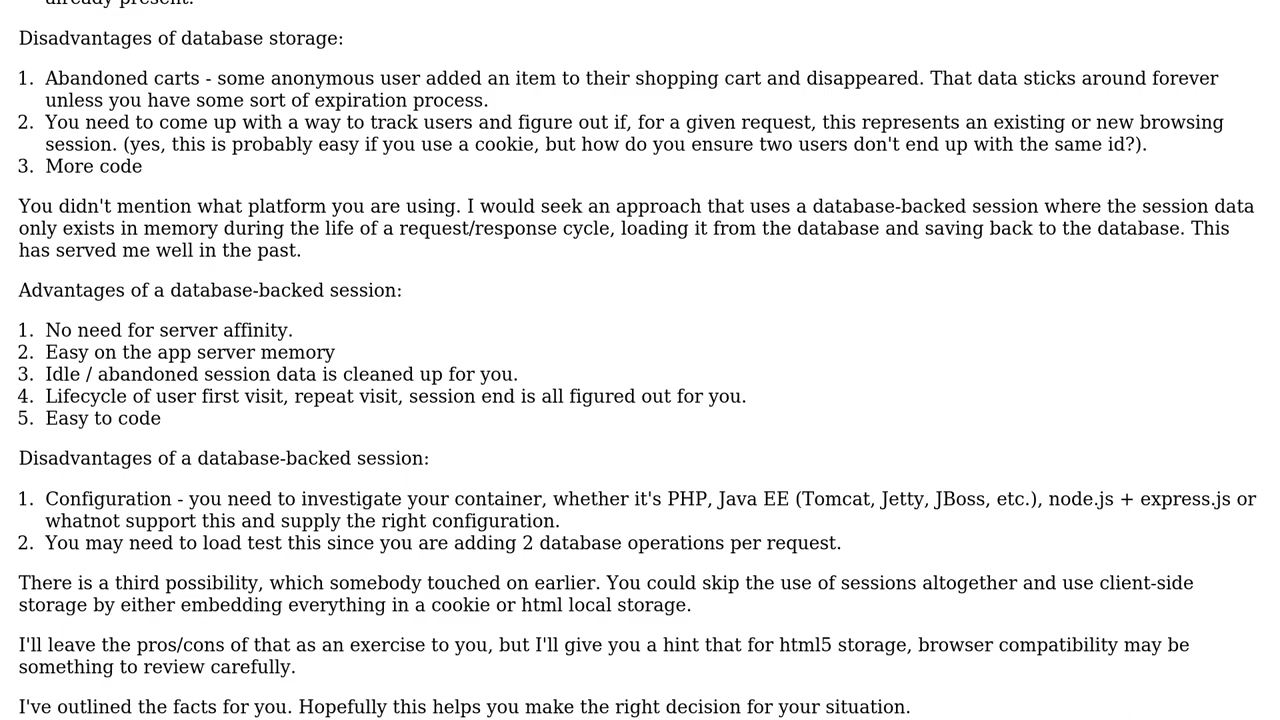 already present.
Disadvantages of database storage:
1. Abandoned carts - some anonymous user added an item to their shopping cart and disappeared. That data sticks around forever
unless you have some sort of expiration process.
2. You need to come up with a way to track users and figure out if, for a given request, this represents an existing or new browsing
session. (yes, this is probably easy if you use a cookie, but how do you ensure two users don't end up with the same id?).
3. More code
You didn't mention what platform you are using. I would seek an approach that uses a database-backed session where the session data
only exists in memory during the life of a request/response cycle, loading it from the database and saving back to the database. This
has served me well in the past.
Advantages of a database-backed session:
1. No need for server affinity.
2. Easy on the app server memory
3. Idle / abandoned session data is cleaned up for you.
4. Lifecycle of user first visit, repeat visit, session end is all figured out for you.
5. Easy to code
Disadvantages of a database-backed session:
1. Configuration - you need to investigate your container, whether it's PHP, Java EE (Tomcat, Jetty, JBoss, etc.), node.js + express.js or
whatnot support this and supply the right configuration.
2. You may need to load test this since you are adding 2 database operations per request.
There is a third possibility, which somebody touched on earlier. You could skip the use of sessions altogether and use client-side
storage by either embedding everything in a cookie or html local storage.
I'll leave the pros/cons of that as an exercise to you, but I'll give you a hint that for html5 storage, browser compatibility may be
something to review carefully.
I've outlined the facts for you. Hopefully this helps you make the right decision for your situation.